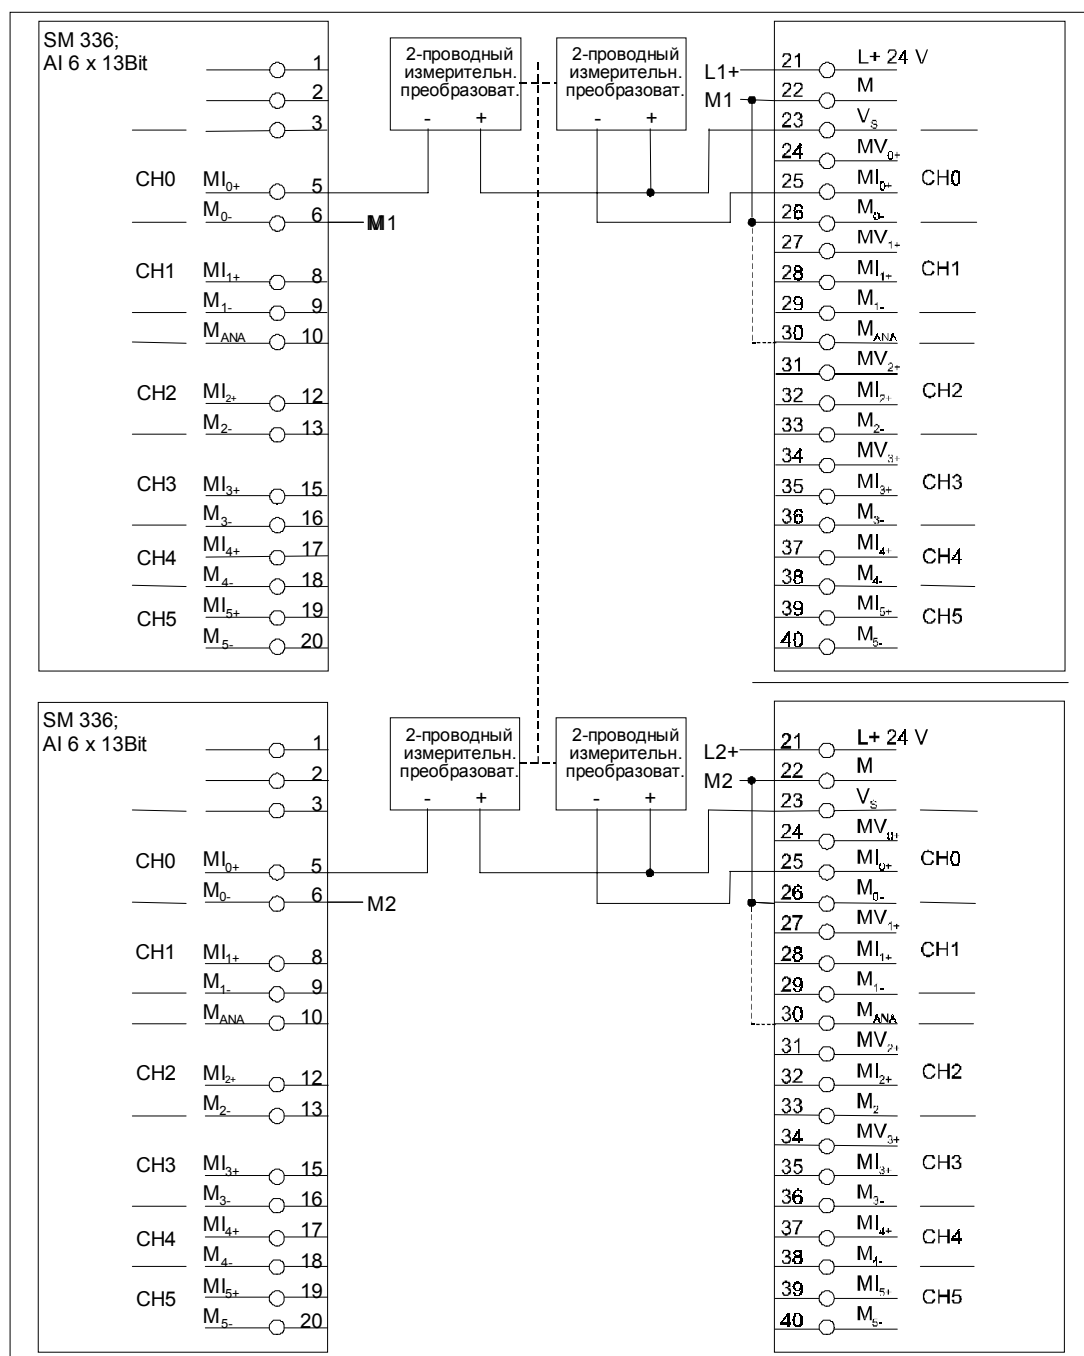 SM 336;
AI 6 x 13Bit
1
2
3
CH0 MI0+ 5
M0- 6 M1
CH1 MI1+ 8
M1- 9
MANA 10
CH2 MI2+ 12
M2- 13
CH3 MI3+ 15
M3- 16
CH4 MI4+ 17
M4- 18
CH5 MI5+ 19
M5- 20
2-проводный
измерительн.
преобразоват.
- +
2-проводный
измерительн.
преобразоват.
- +
L1+ 21 L+ 24 V
M1 22 M
23 VS
24 MV0+
25 MI0+ CH0
26 M0-
27 MV1+
28 MI1+ CH1
29 M1-
30 MANA
31 MV2+
32 MI2+ CH2
33 M2-
34 MV3+
35 MI3+ CH3
36 M3-
37 MI4+ CH4
38 M4-
39 MI5+ CH5
40 M5-
SM 336;
AI 6 x 13Bit
1
2
3
CH0 MI0+ 5
M0- 6 M2
CH1 MI1+ 8
M1- 9
MANA 10
CH2 MI2+ 12
M2- 13
CH3 MI3+ 15
M3- 16
CH4 MI4+ 17
M4- 18
CH5 MI5+ 19
M5- 20
2-проводный
измерительн.
преобразоват.
- +
2-проводный
измерительн.
преобразоват.
- +
L2+ 21 L+ 24 V
M2 22 M
23 VS
24 MV0+
25 MI0+ CH0
26 M0-
27 MV1+
28 MI1+ CH1
29 M1-
30 MANA
31 MV2+
32 MI2+ CH2
33 M2
34 MV3+
35 MI3+ CH3
36 M3-
37 MI4+ CH4
38 M4-
39 MI5+ CH5
40 M5-